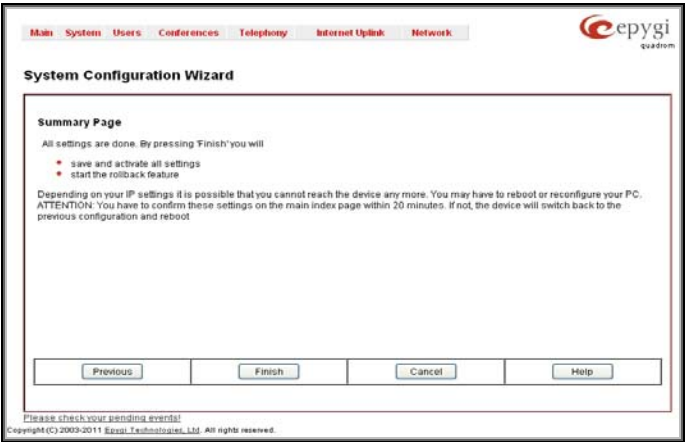 Main System Users Conferences Telephony Internet Uplink Network
epygi
quadrom
System Configuration Wizard
Summary Page
All settings are done. By pressing 'Finish' you will
save and activate all settings
start the rollback feature
Depending on your IP settings it is possible that you cannot reach the device any more. You may have to reboot or reconfigure your PC.
ATTENTION: You have to confirm these settings on the main index page within 20 minutes. If not, the device will switch back to the
previous configuration and reboot
Previous Finish Cancel Help
Please check your pending events!
Copyright (C) 2003-2011 Epygi Technologies, Ltd. All rights reserved.